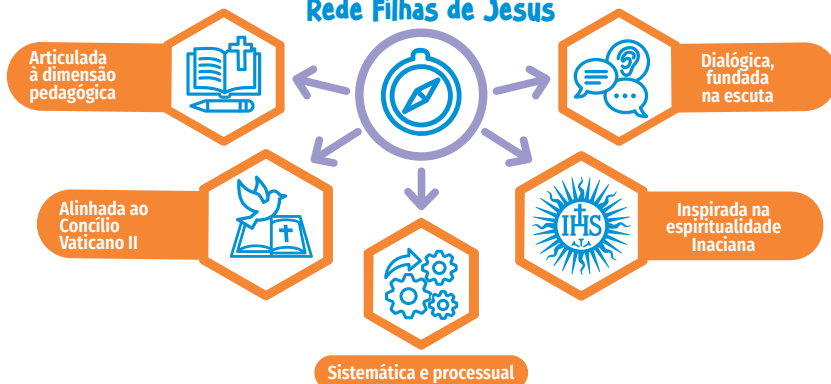 Rede Filhas de Jesus
Articulada
à dimensão
pedagógica
Dialógica,
fundada
na escuta
Alinhada ao
Concílio
Vaticano II
IHS
Inspirada na
espiritualidade
Inaciana
Sistemática e processual